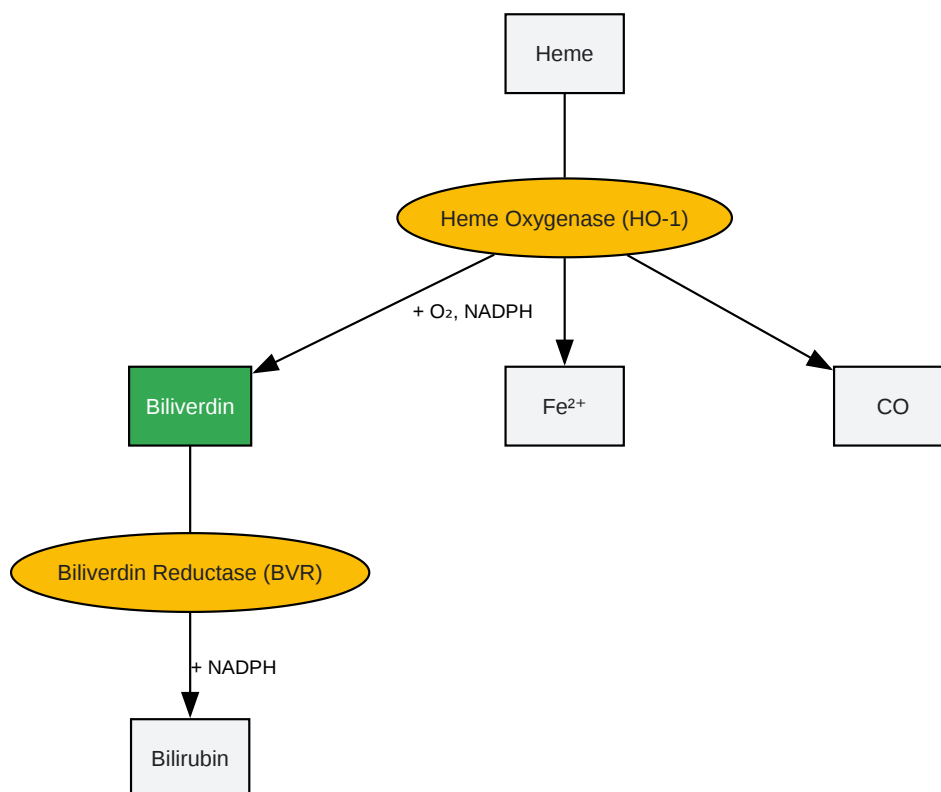 Heme
Heme Oxygenase (HO-1)
+ O₂, NADPH
Biliverdin
Fe²⁺
CO
Biliverdin Reductase (BVR)
+ NADPH
Bilirubin